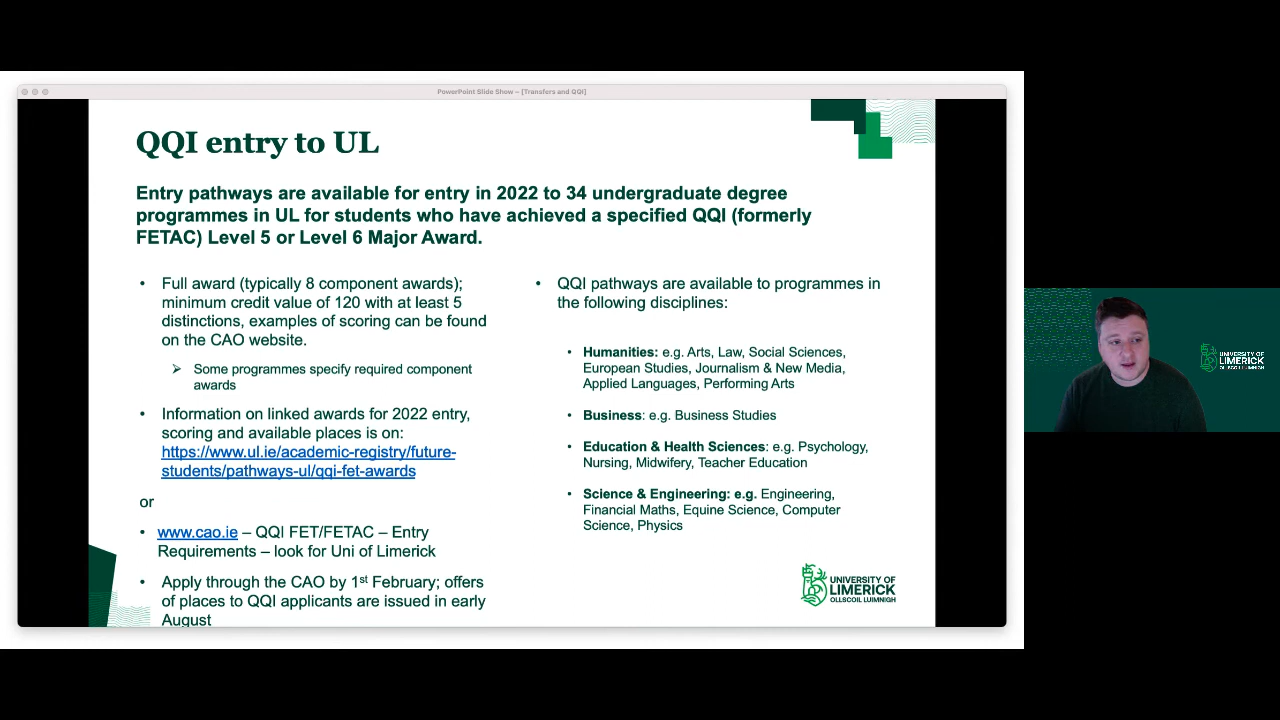 PowerPoint Slide Show – [Transfers and QQI]
QQI entry to UL
Entry pathways are available for entry in 2022 to 34 undergraduate degree
programmes in UL for students who have achieved a specified QQI (formerly
FETAC) Level 5 or Level 6 Major Award.
• Full award (typically 8 component awards);
minimum credit value of 120 with at least 5
distinctions, examples of scoring can be found
on the CAO website.
➢ Some programmes specify required component
awards
• Information on linked awards for 2022 entry,
scoring and available places is on:
https://www.ul.ie/academic-registry/future-
students/pathways-ul/qqi-fet-awards
or
• www.cao.ie – QQI FET/FETAC – Entry
Requirements – look for Uni of Limerick
• Apply through the CAO by 1st February; offers
of places to QQI applicants are issued in early
August
• QQI pathways are available to programmes in
the following disciplines:
• Humanities: e.g. Arts, Law, Social Sciences,
European Studies, Journalism & New Media,
Applied Languages, Performing Arts
• Business: e.g. Business Studies
• Education & Health Sciences: e.g. Psychology,
Nursing, Midwifery, Teacher Education
• Science & Engineering: e.g. Engineering,
Financial Maths, Equine Science, Computer
Science, Physics
UNIVERSITY OF
LIMERICK
OLLSCOIL LUIMNIGH
UNIVERSITY OF
LIMERICK
OLLSCOIL LUIMNIGH